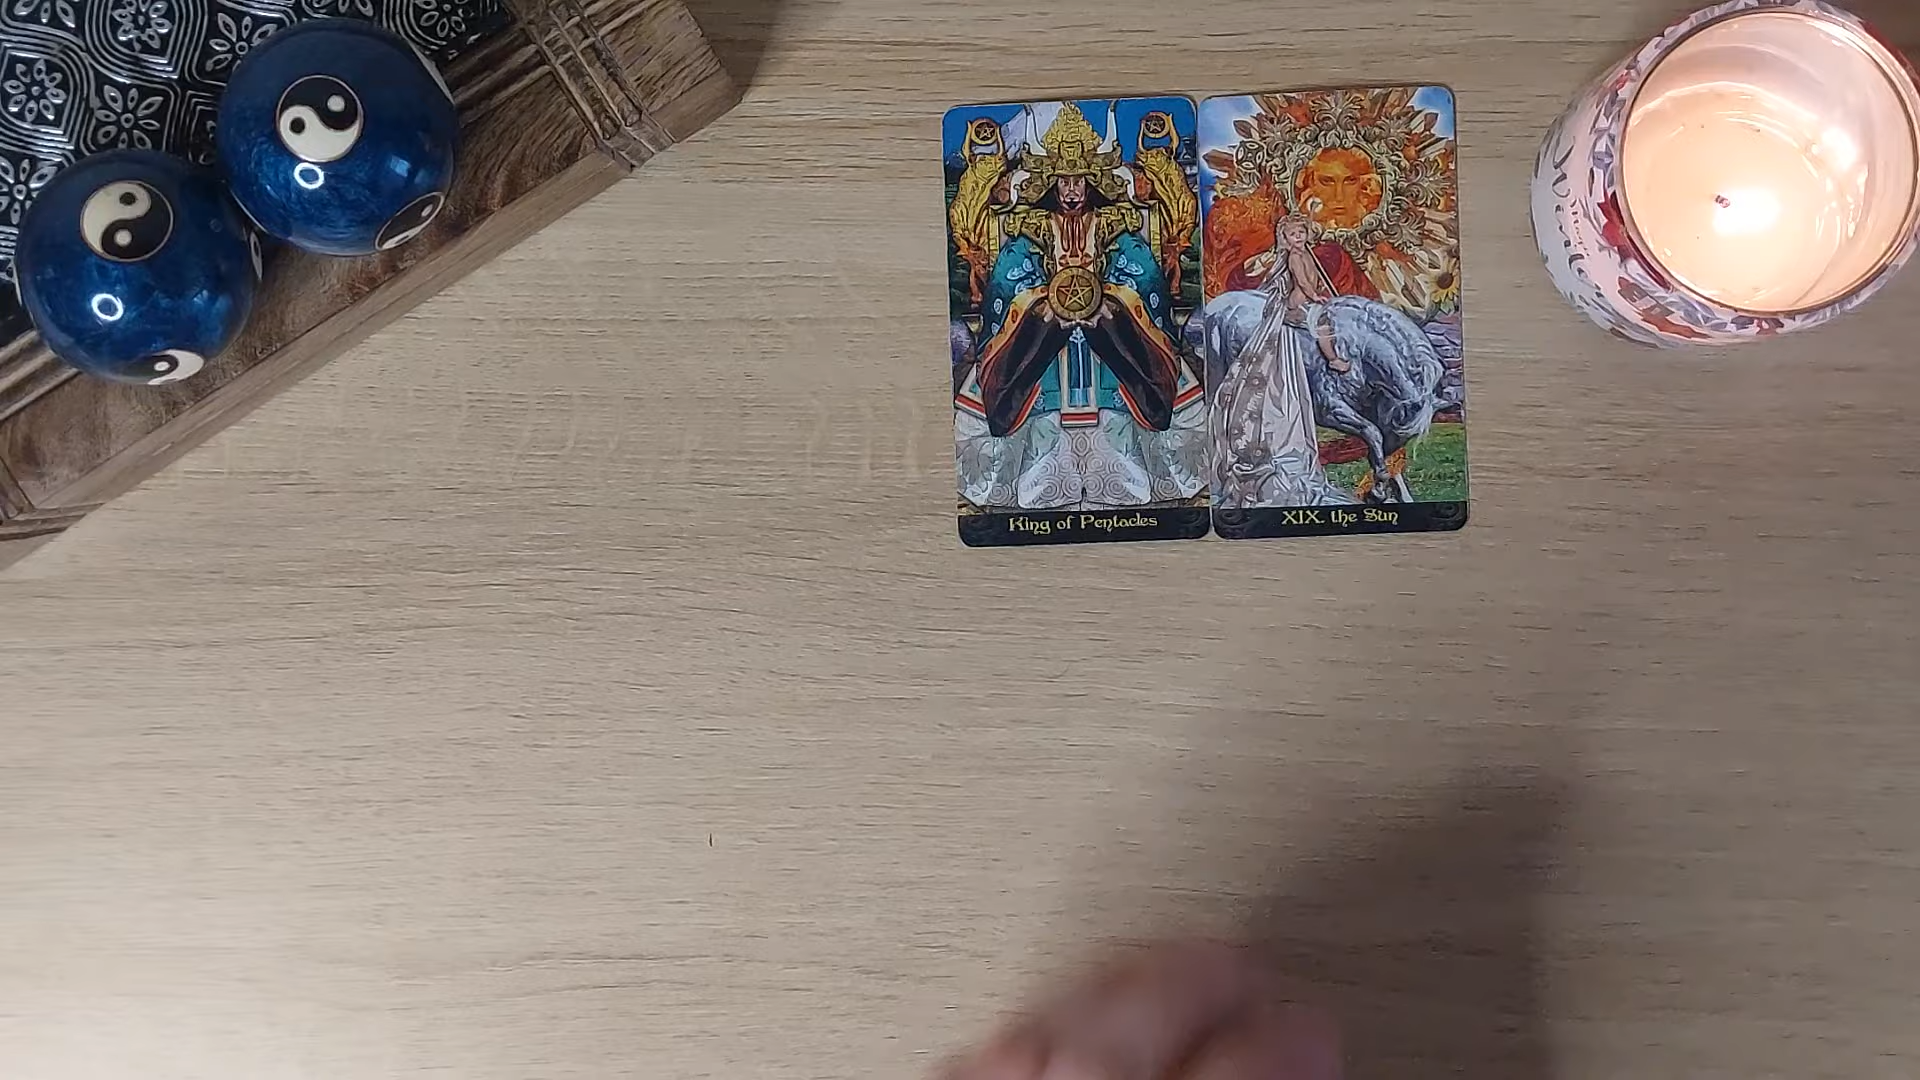 King of Pentacles
XIX. the Sun